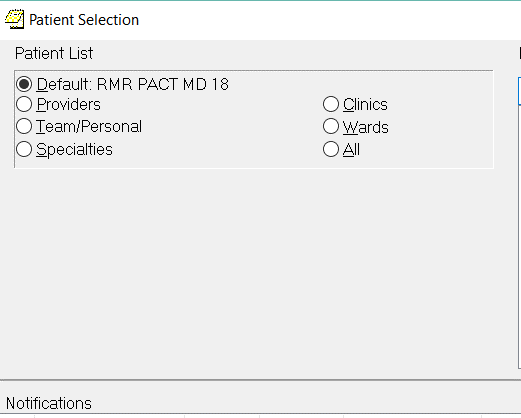 Patient Selection
Patient List
Default: RMR PACT MD 18
Providers
Clinics
Team/Personal
Wards
Specialties
All
Notifications